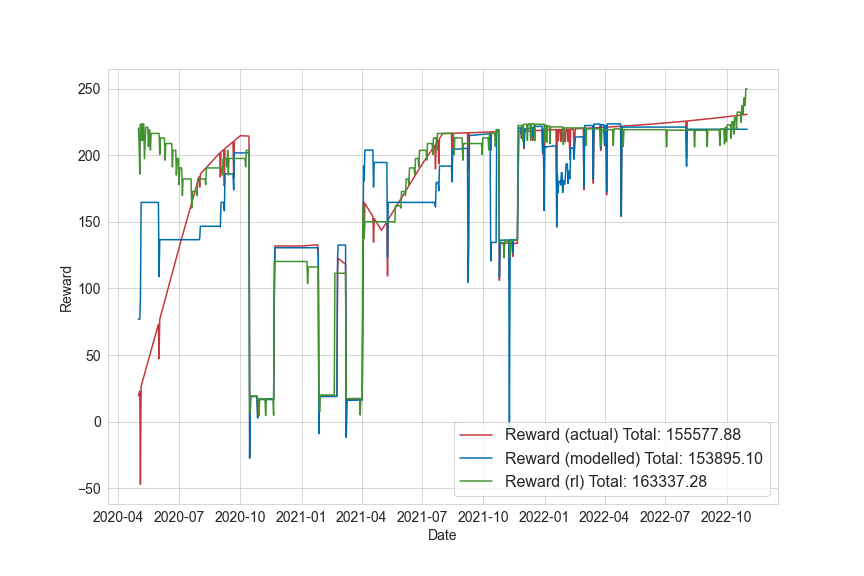 250
200
150
100
50
0
−50
Reward
2020-04 2020-07 2020-10 2021-01 2021-04 2021-07 2021-10 2022-01 2022-04 2022-07 2022-10
Date
Reward (actual) Total: 155577.88
Reward (modelled) Total: 153895.10
Reward (rl) Total: 163337.28